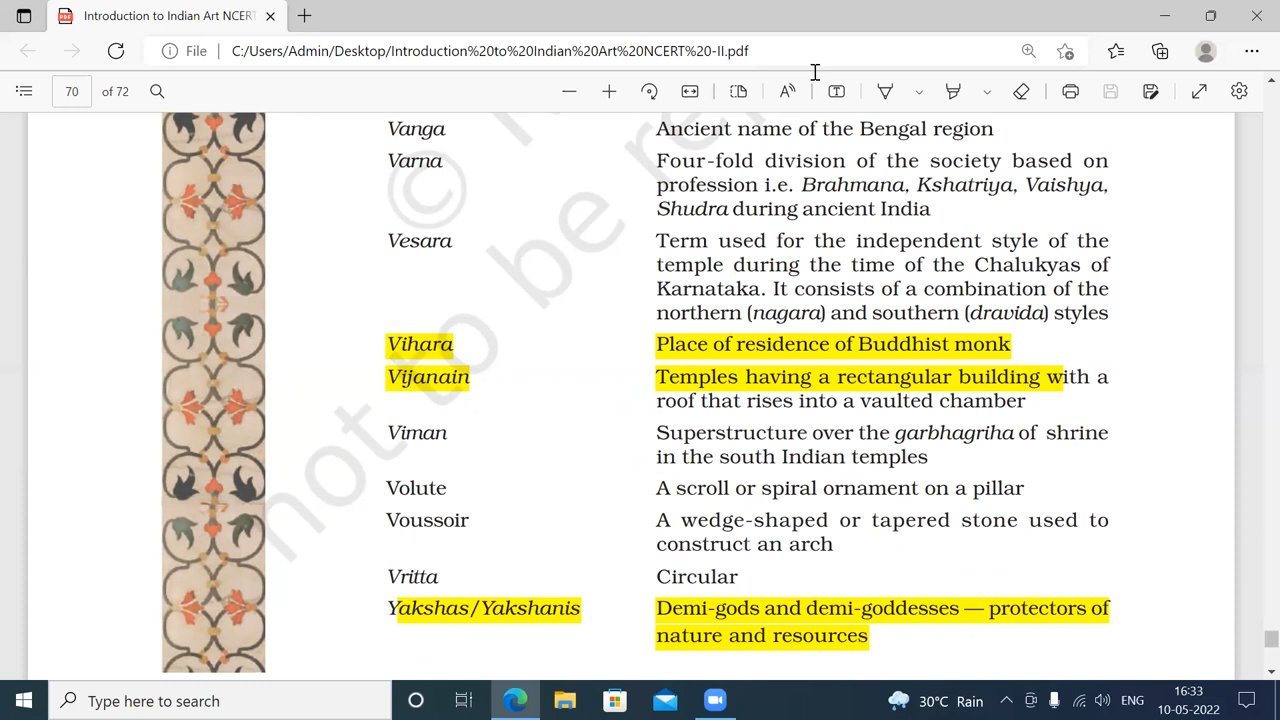 Introduction to Indian Art NCERT
File C:/Users/Admin/Desktop/Introduction%20to%20Indian%20Art%20NCERT%20-II.pdf
70 of 72
Vanga Ancient name of the Bengal region
Varna Four-fold division of the society based on
profession i.e. Brahmana, Kshatriya, Vaishya,
Shudra during ancient India
Vesara Term used for the independent style of the
temple during the time of the Chalukyas of
Karnataka. It consists of a combination of the
northern (nagara) and southern (dravida) styles
Vihara Place of residence of Buddhist monk
Vijanain Temples having a rectangular building with a
roof that rises into a vaulted chamber
Viman Superstructure over the garbhagriha of shrine
in the south Indian temples
Volute A scroll or spiral ornament on a pillar
Voussoir A wedge-shaped or tapered stone used to
construct an arch
Vritta Circular
Yakshas/Yakshanis Demi-gods and demi-goddesses — protectors of
nature and resources
© N
not to be re
Type here to search
30°C Rain
ENG
16:33
10-05-2022